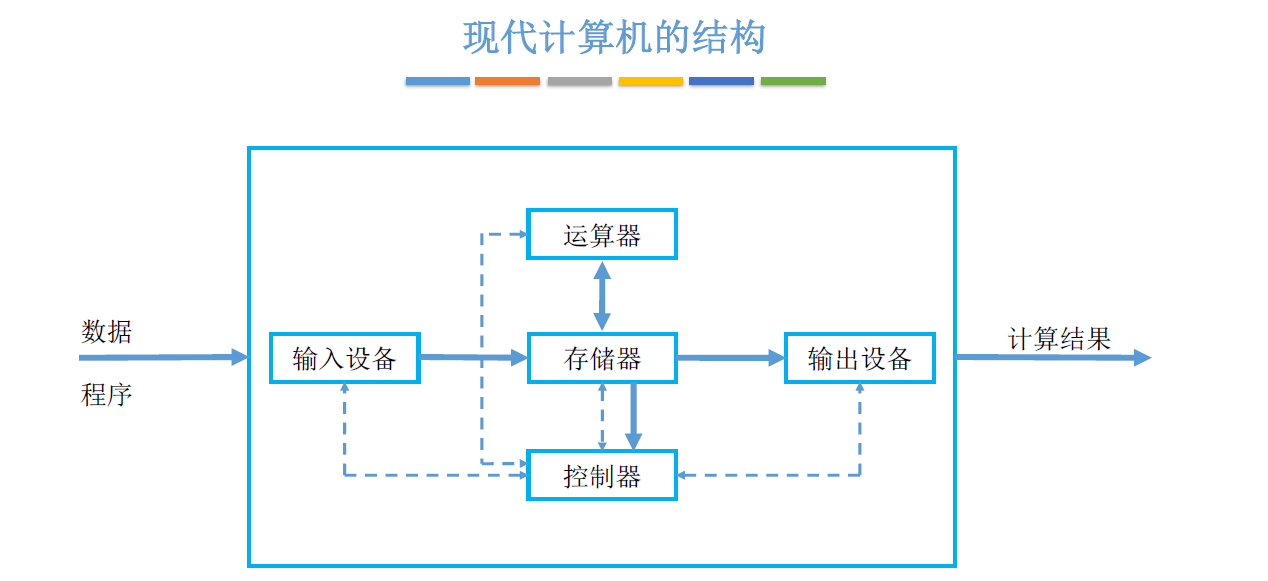 现代计算机的结构
运算器
数据
计算结果
输入设备
存储器
输出设备
程序
控制器